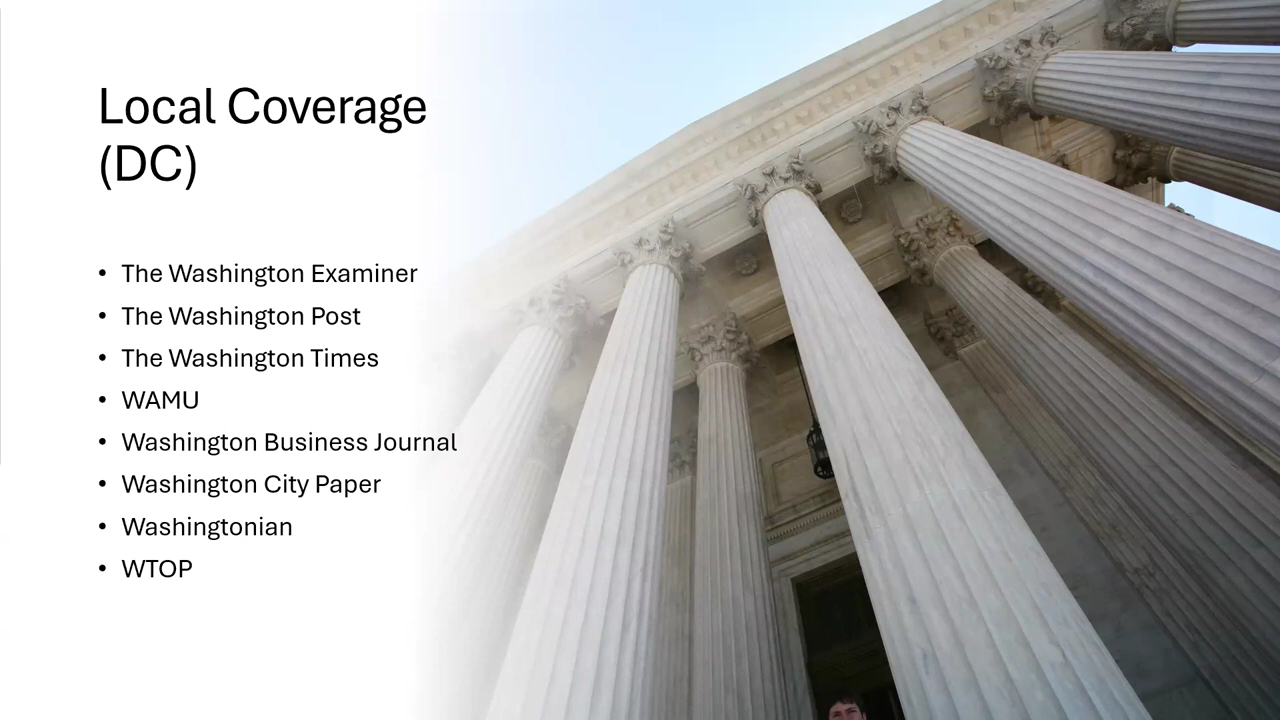 Local Coverage
(DC)
• The Washington Examiner
• The Washington Post
• The Washington Times
• WAMU
• Washington Business Journal
• Washington City Paper
• Washingtonian
• WTOP